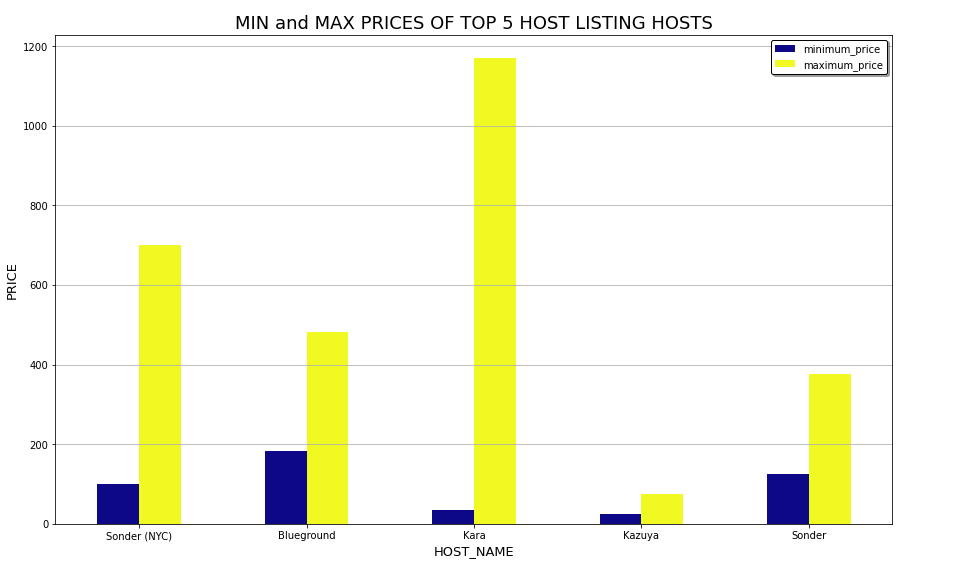 MIN and MAX PRICES OF TOP 5 HOST LISTING HOSTS
minimum_price
maximum_price
1200
1000
800
600
400
200
0
PRICE
Sonder (NYC)
Blueground
Kara
Kazuya
Sonder
HOST_NAME